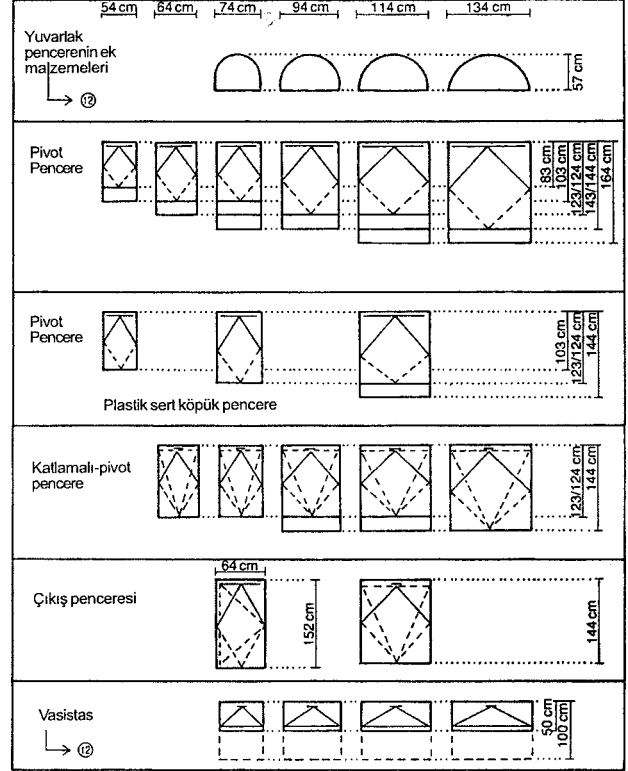 54 cm 64 cm 74 cm 94 cm 114 cm 134 cm
Yuvarlak
pencerenin ek
malzemeleri
57 cm
→ ⑫
Pivot
Pencere
83 cm
103 cm
123/124 cm
143/144 cm
164 cm
Pivot
Pencere
103 cm
123/124 cm
144 cm
Plastik sert köpük pencere
Katlamalı-pivot
pencere
123/124 cm
144 cm
64 cm
Çıkış penceresi
152 cm
144 cm
Vasistas
50 cm
100 cm
→ ⑫